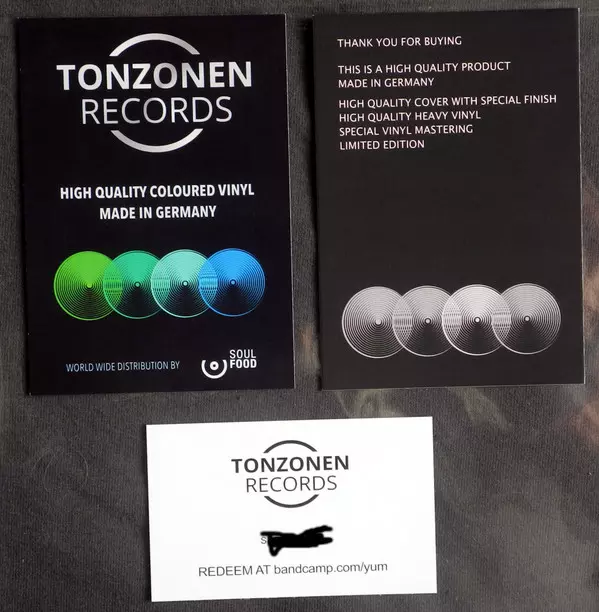 TONZONEN
RECORDS
HIGH QUALITY COLOURED VINYL
MADE IN GERMANY
WORLD WIDE DISTRIBUTION BY
SOUL
FOOD
THANK YOU FOR BUYING
THIS IS A HIGH QUALITY PRODUCT
MADE IN GERMANY
HIGH QUALITY COVER WITH SPECIAL FINISH
HIGH QUALITY HEAVY VINYL
SPECIAL VINYL MASTERING
LIMITED EDITION
TONZONEN
RECORDS
REDEEM AT bandcamp.com/yum